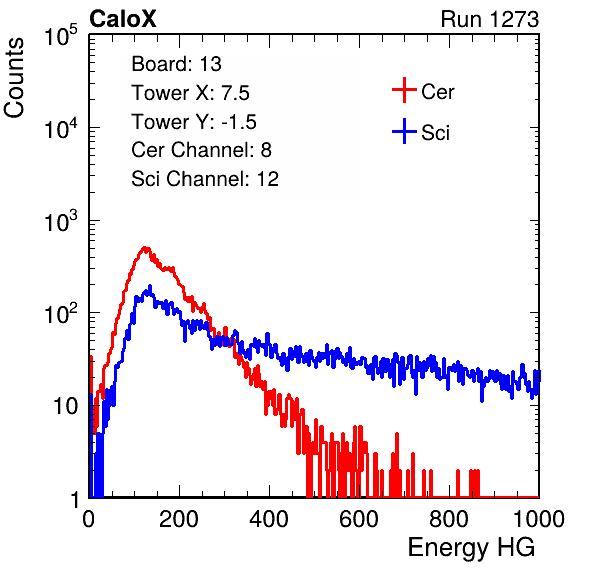 CaloX Run 1273
Counts
Board: 13
Tower X: 7.5
Tower Y: -1.5
Cer Channel: 8
Sci Channel: 12
Cer
Sci
10^5
10^4
10^3
10^2
10
1
0 200 400 600 800 1000
Energy HG